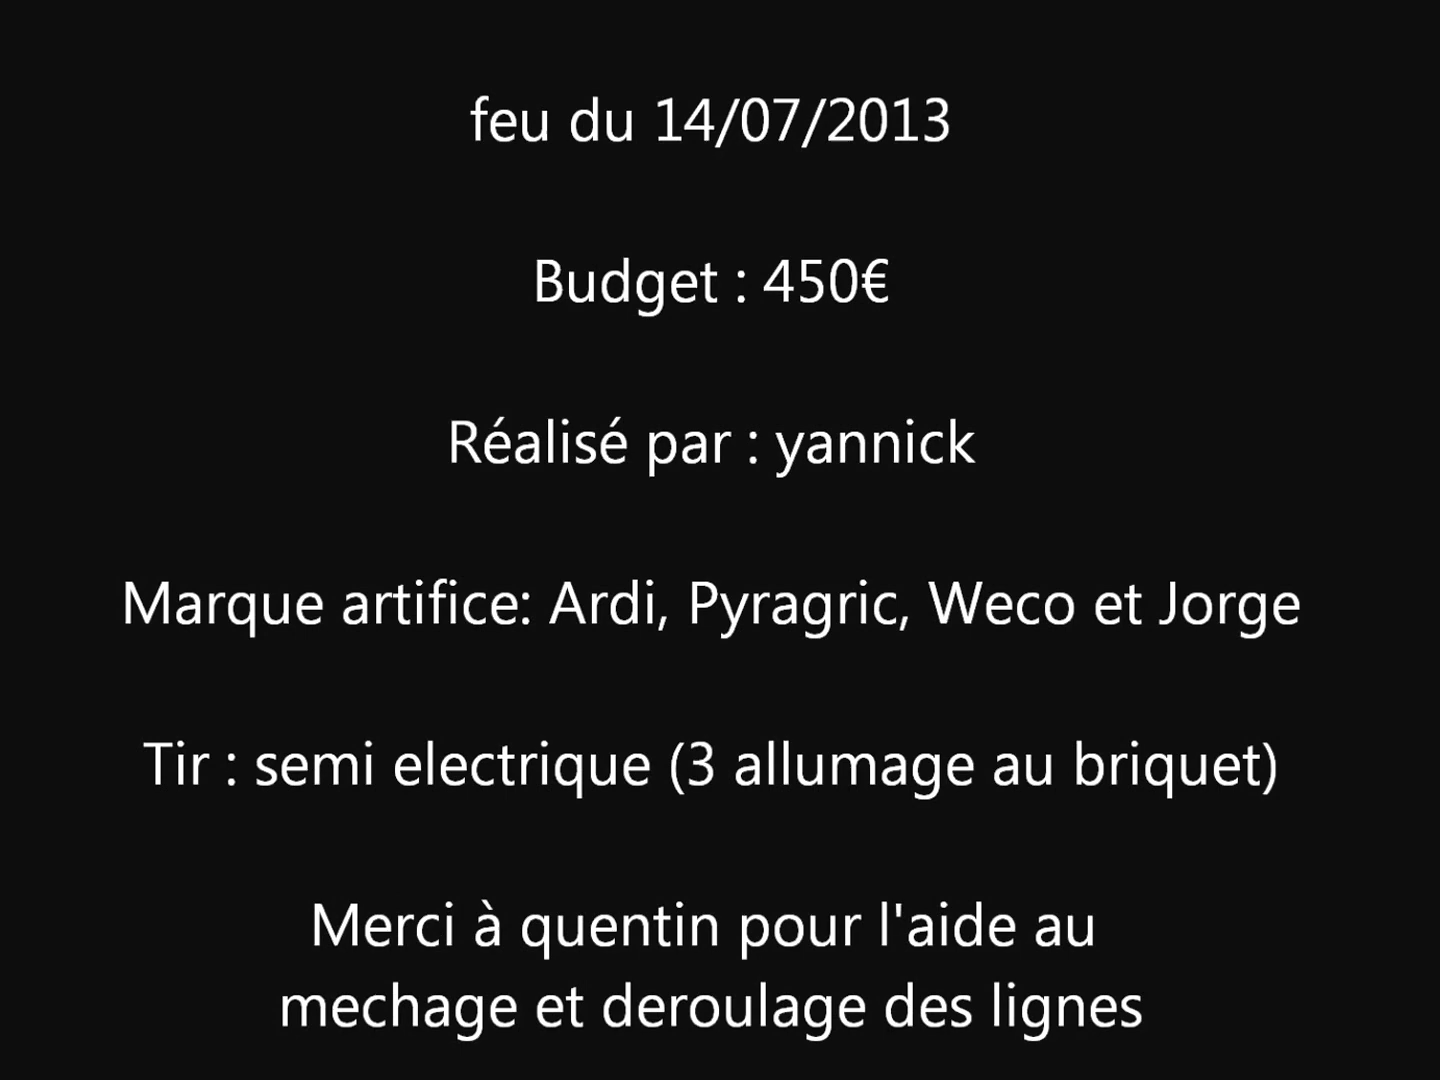 feu du 14/07/2013
Budget : 450€
Réalisé par : yannick
Marque artifice: Ardi, Pyragric, Weco et Jorge
Tir : semi electrique (3 allumage au briquet)
Merci à quentin pour l'aide au
mechage et deroulage des lignes